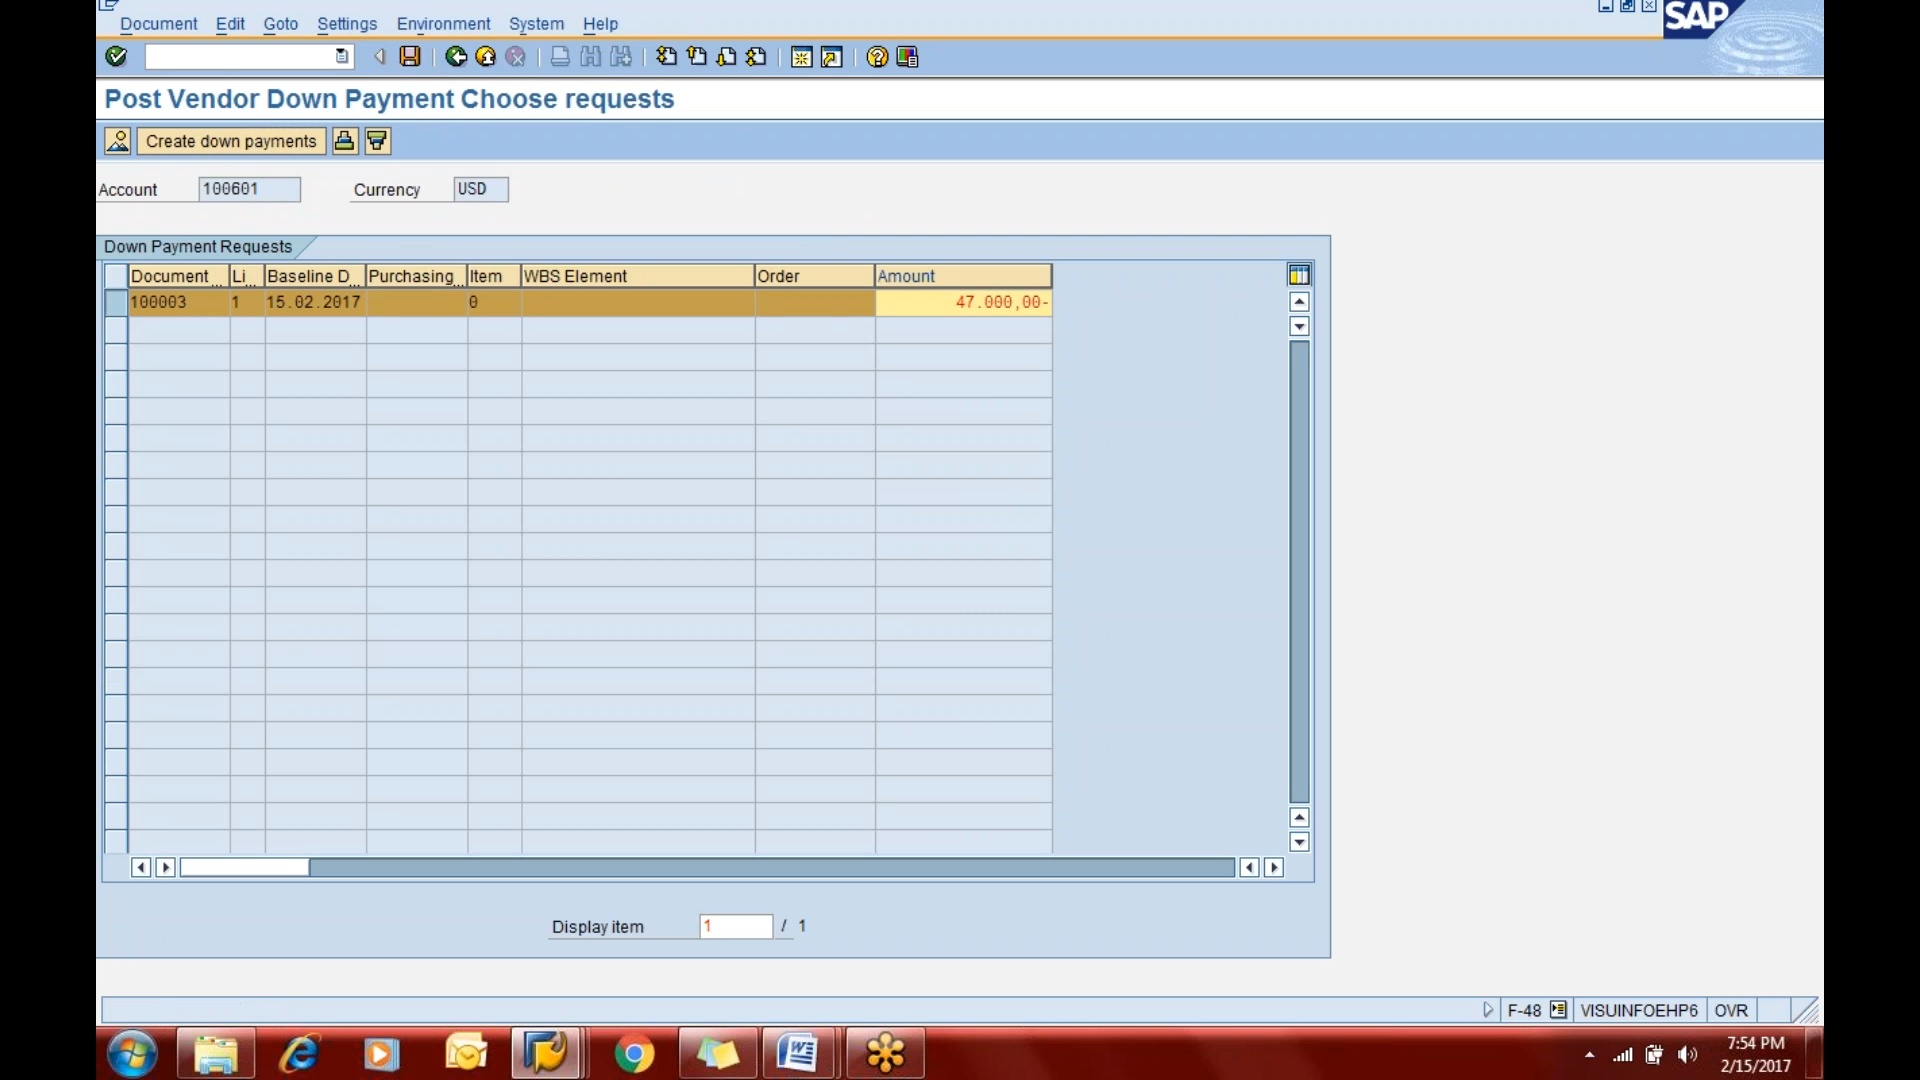 Document Edit Goto Settings Environment System Help
SAP
Post Vendor Down Payment Choose requests
Create down payments
Account 100601 Currency USD
Down Payment Requests
Document ... Li... Baseline D... Purchasing ... Item WBS Element Order Amount
100003 1 15.02.2017 0 47.000,00-
Display item 1 / 1
F-48 VISUINFOEHP6 OVR
7:54 PM
2/15/2017